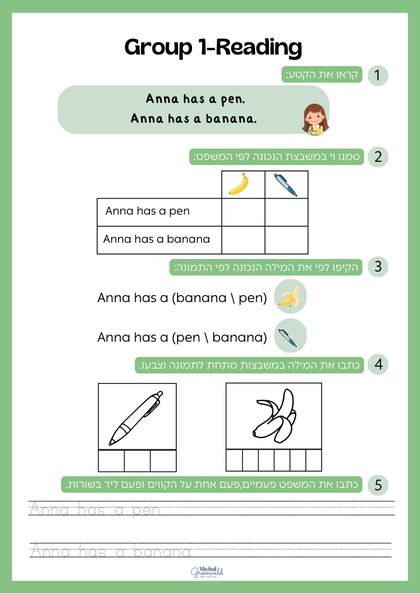 Group 1-Reading
קראו את הקטע:
1
Anna has a pen.
Anna has a banana.
סמנו וי במשבצת הנכונה לפי המשפט:
2
Anna has a pen
Anna has a banana
הקיפו לפי את המילה הנכונה לפי התמונה:
3
Anna has a (banana \ pen)
Anna has a (pen \ banana)
כתבו את המילה במשבצות מתחת לתמונה וצבעו.
4
כתבו את המשפט פעמיים,פעם אחת על הקווים ופעם ליד בשורות.
5
Anna has a pen
Anna has a banana
Michal
Greenwald